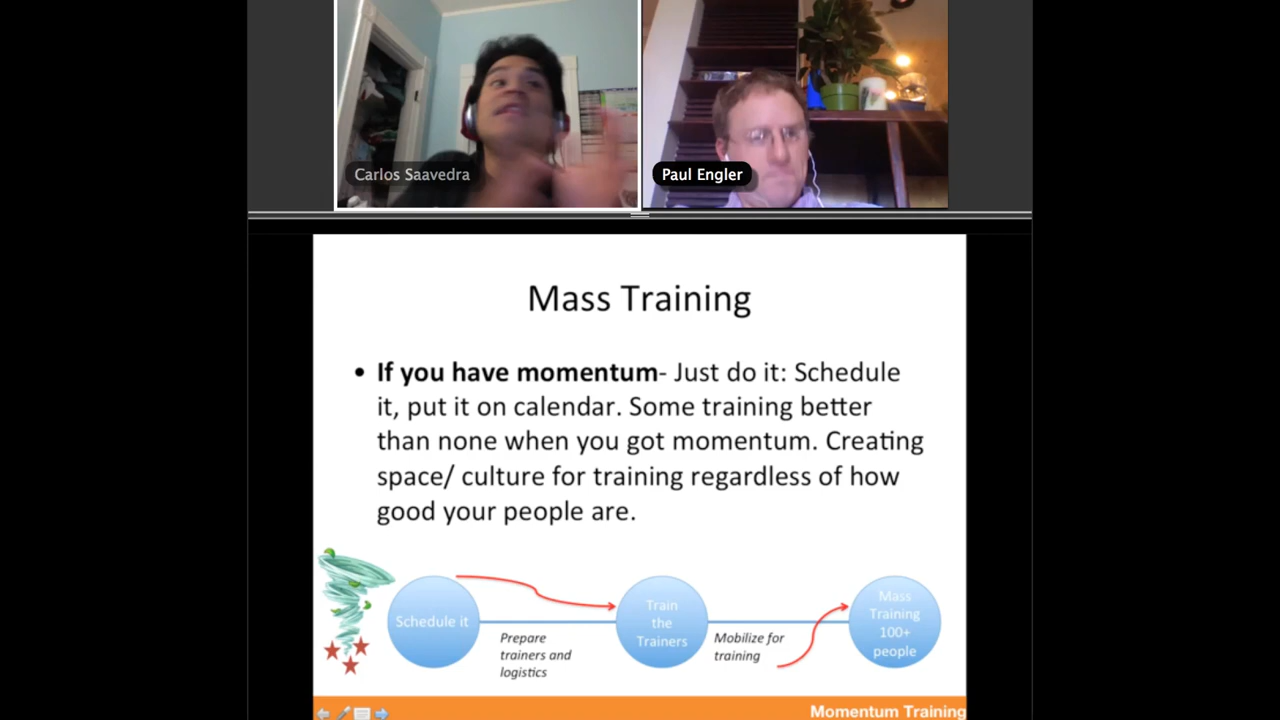 Carlos Saavedra
Paul Engler
Mass Training
• If you have momentum- Just do it: Schedule
it, put it on calendar. Some training better
than none when you got momentum. Creating
space/ culture for training regardless of how
good your people are.
Schedule it
Prepare
trainers and
logistics
Train
the
Trainers
Mobilize for
training
Mass
Training
100+
people
Momentum Training